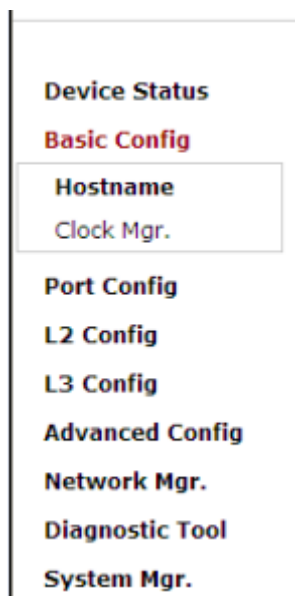 Device Status
Basic Config
Hostname
Clock Mgr.
Port Config
L2 Config
L3 Config
Advanced Config
Network Mgr.
Diagnostic Tool
System Mgr.